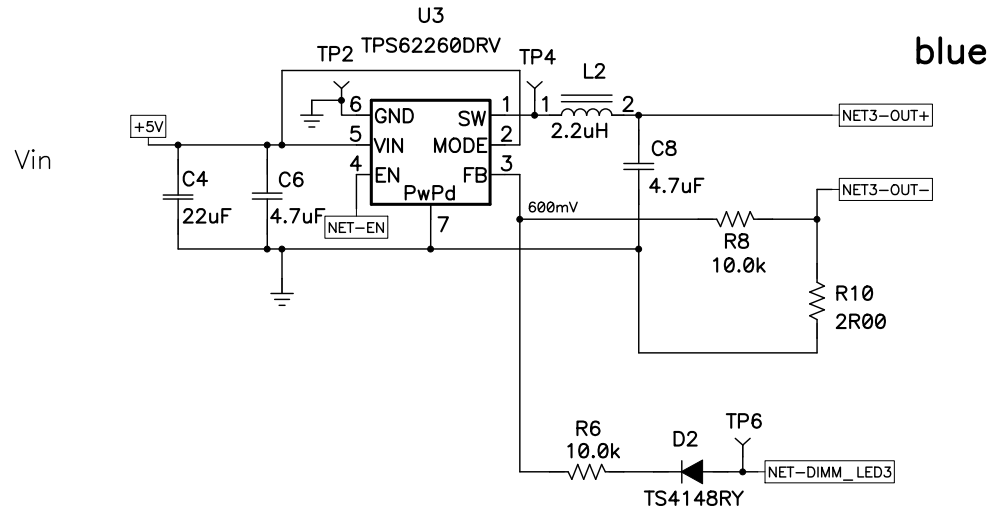 U3
TPS62260DRV
TP2
TP4
L2
blue
6
GND
SW
1
1
2
2.2uH
NET3-OUT+
+5V
5
VIN
MODE
2
Vin
4
EN
FB
3
C8
4.7uF
C4
22uF
C6
4.7uF
PwPd
7
NET-EN
600mV
NET3-OUT-
R8
10.0k
R10
2R00
R6
10.0k
D2
TS4148RY
TP6
NET-DIMM_LED3